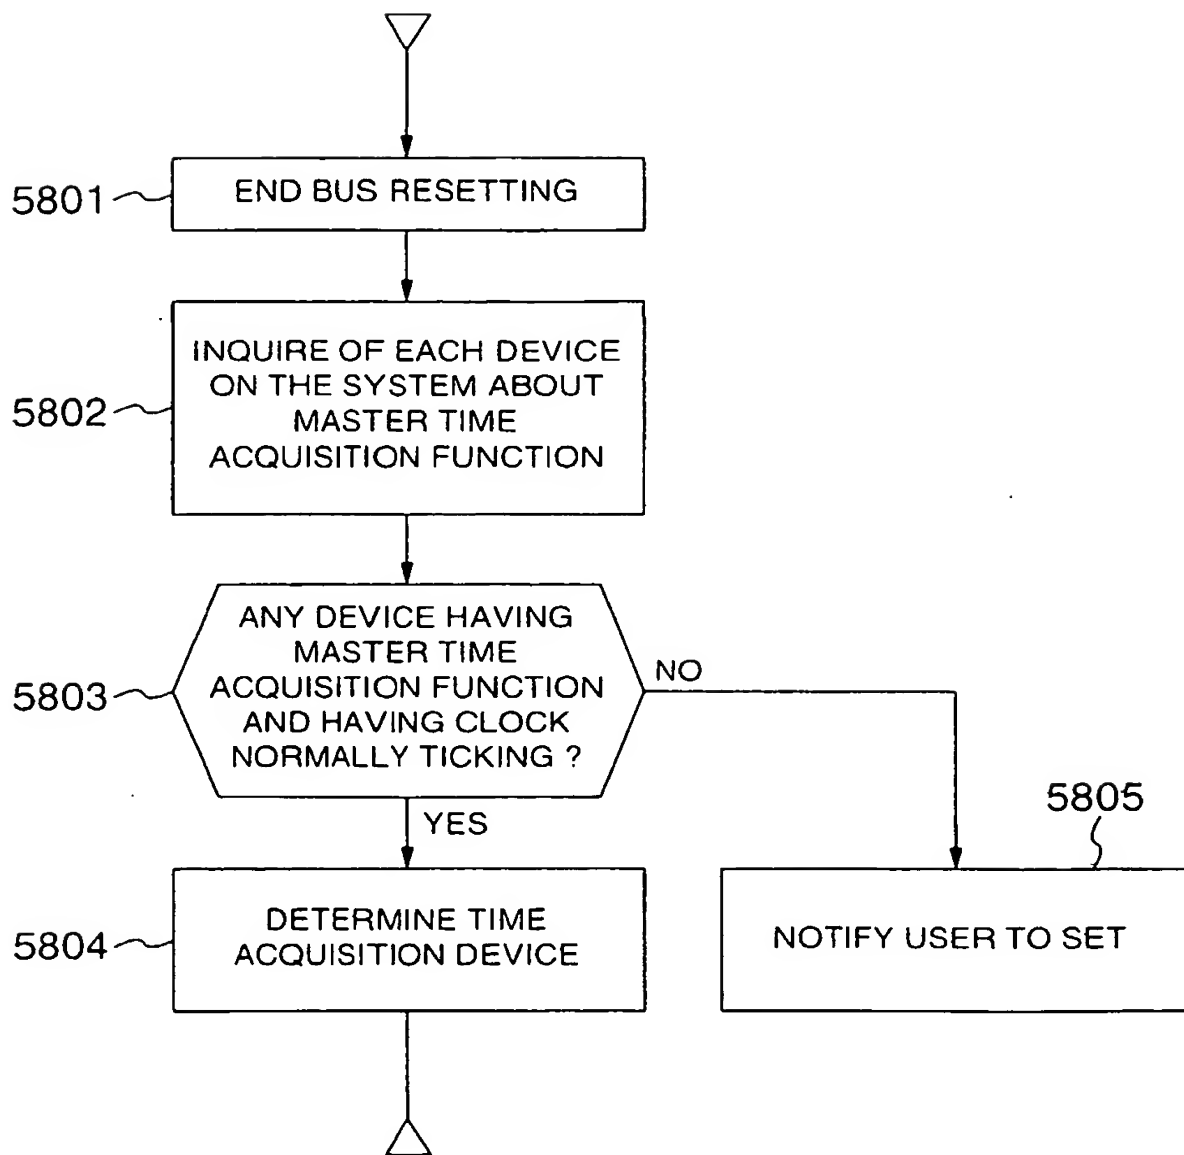 5801
END BUS RESETTING
5802
INQUIRE OF EACH DEVICE
ON THE SYSTEM ABOUT
MASTER TIME
ACQUISITION FUNCTION
5803
ANY DEVICE HAVING
MASTER TIME
ACQUISITION FUNCTION
AND HAVING CLOCK
NORMALLY TICKING ?
NO
YES
5804
DETERMINE TIME
ACQUISITION DEVICE
5805
NOTIFY USER TO SET